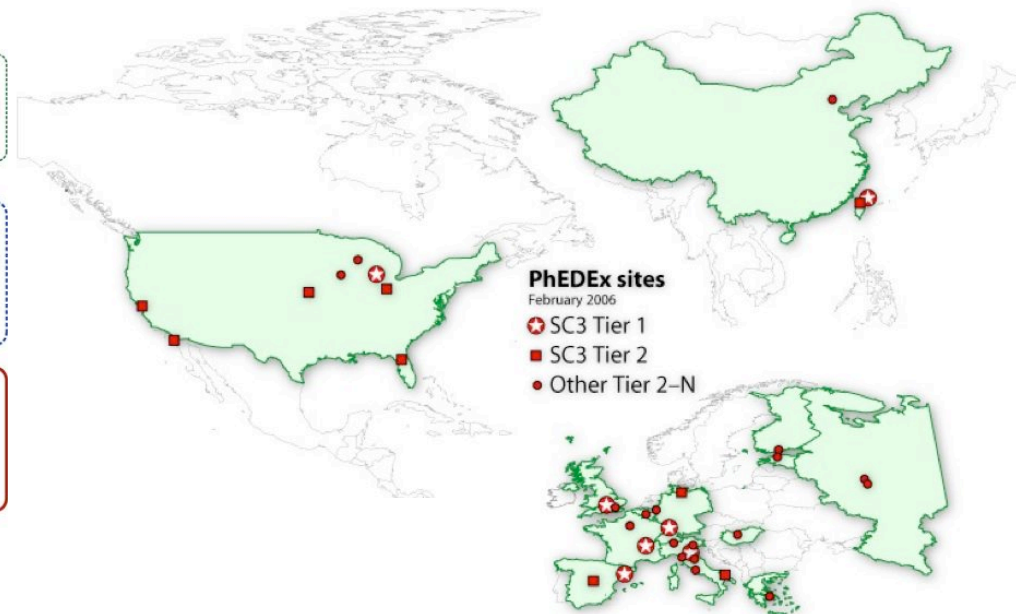 PhEDEx sites
February 2006
SC3 Tier 1
SC3 Tier 2
Other Tier 2–N